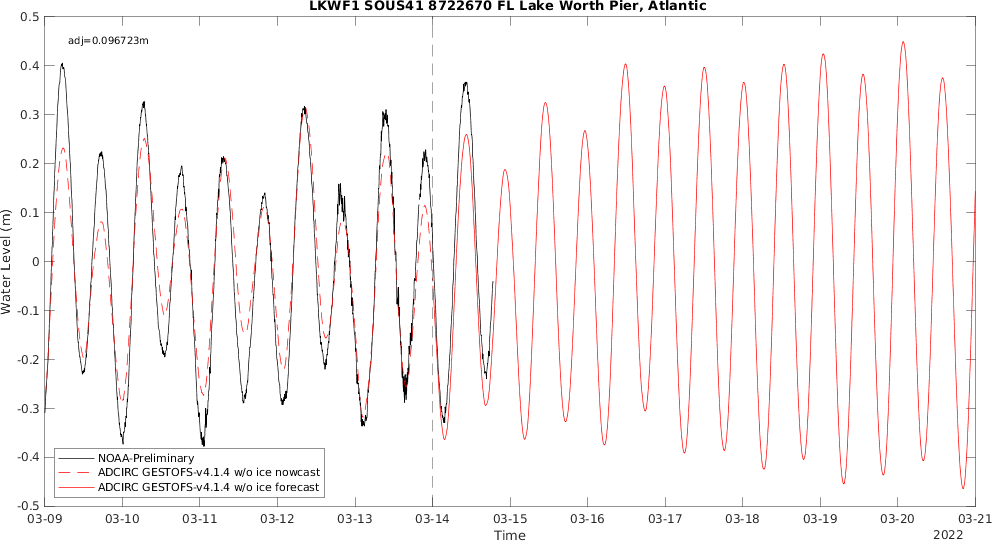 LKWF1 SOUS41 8722670 FL Lake Worth Pier, Atlantic
adj=0.096723m
0.5
0.4
0.3
0.2
0.1
0
-0.1
-0.2
-0.3
-0.4
-0.5
Water Level (m)
NOAA-Preliminary
ADCIRC GESTOFS-v4.1.4 w/o ice nowcast
ADCIRC GESTOFS-v4.1.4 w/o ice forecast
03-09 03-10 03-11 03-12 03-13 03-14 03-15 03-16 03-17 03-18 03-19 03-20 03-21
Time
2022